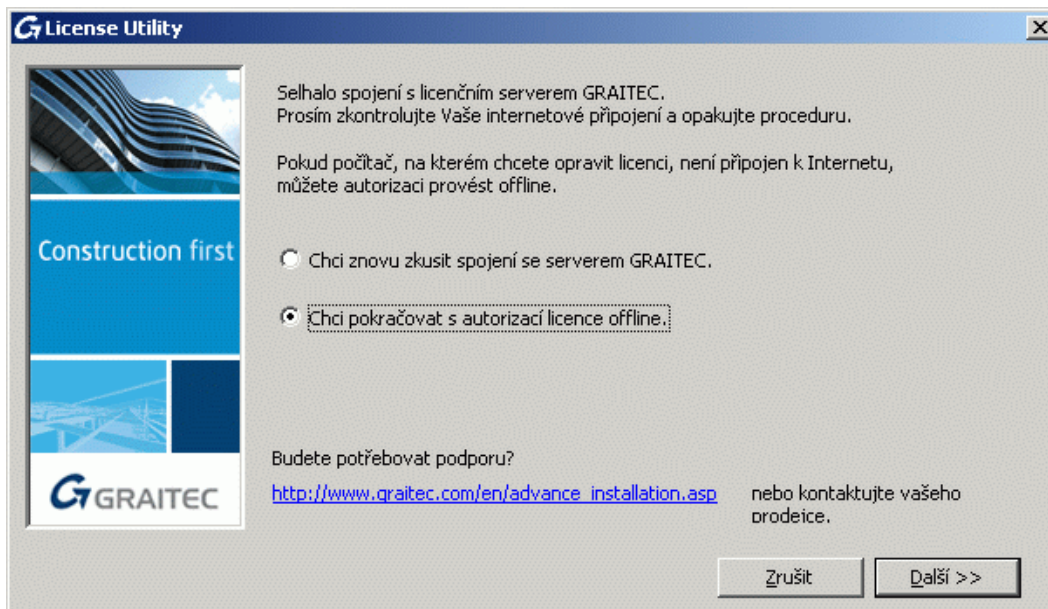 License Utility
Selhalo spojení s licenčním serverem GRAITEC.
Prosím zkontrolujte Vaše internetové připojení a opakujte proceduru.
Pokud počítač, na kterém chcete opravit licenci, není připojen k Internetu,
můžete autorizaci provést offline.
Construction first
Chci znovu zkusit spojení se serverem GRAITEC.
Chci pokračovat s autorizací licence offline.
GRAITEC
Budete potřebovat podporu?
http://www.graitec.com/en/advance_installation.asp nebo kontaktujte vašeho
prodejce.
Zrušit Další >>